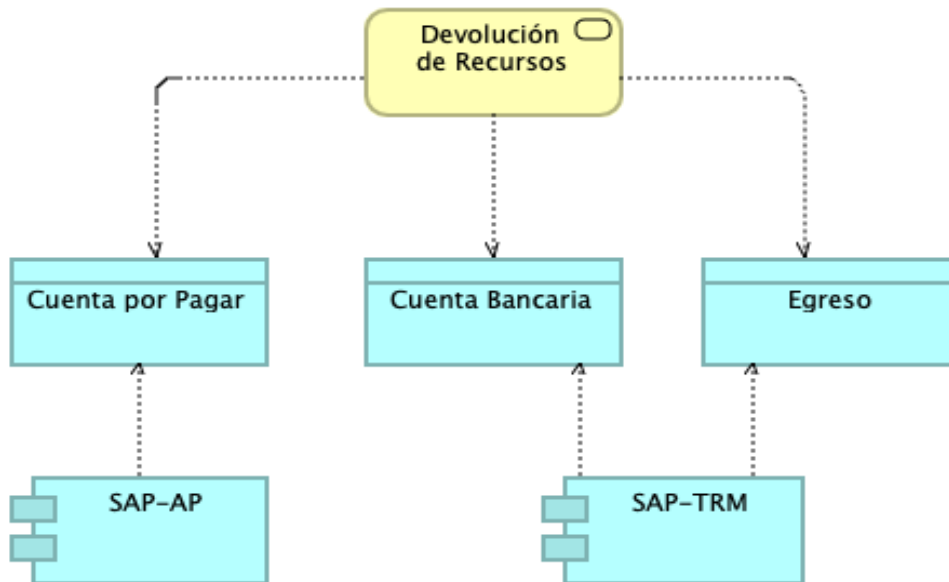 Devolución
de Recursos
Cuenta por Pagar
Cuenta Bancaria
Egreso
SAP-AP
SAP-TRM